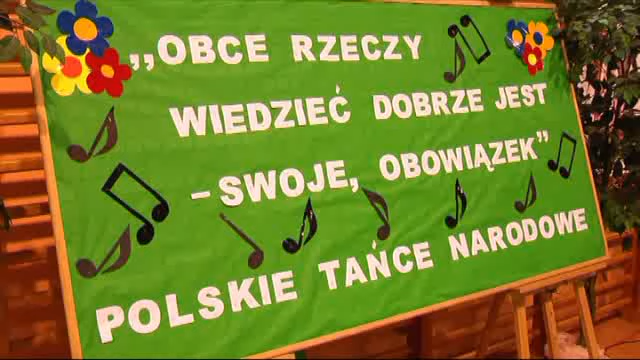 ,,OBCE RZECZY
WIEDZIEĆ DOBRZE JEST
– SWOJE, OBOWIĄZEK”
POLSKIE TAŃCE NARODOWE